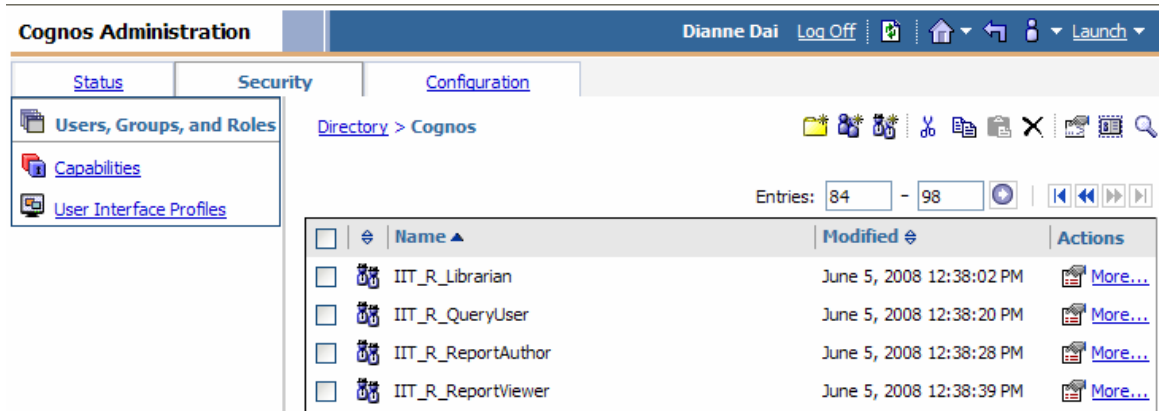 Cognos Administration
Dianne Dai Log Off Launch
Status Security Configuration
Users, Groups, and Roles
Capabilities
User Interface Profiles
Directory > Cognos
Entries: 84 - 98
Name Modified Actions
IIT_R_Librarian June 5, 2008 12:38:02 PM More...
IIT_R_QueryUser June 5, 2008 12:38:20 PM More...
IIT_R_ReportAuthor June 5, 2008 12:38:28 PM More...
IIT_R_ReportViewer June 5, 2008 12:38:39 PM More...